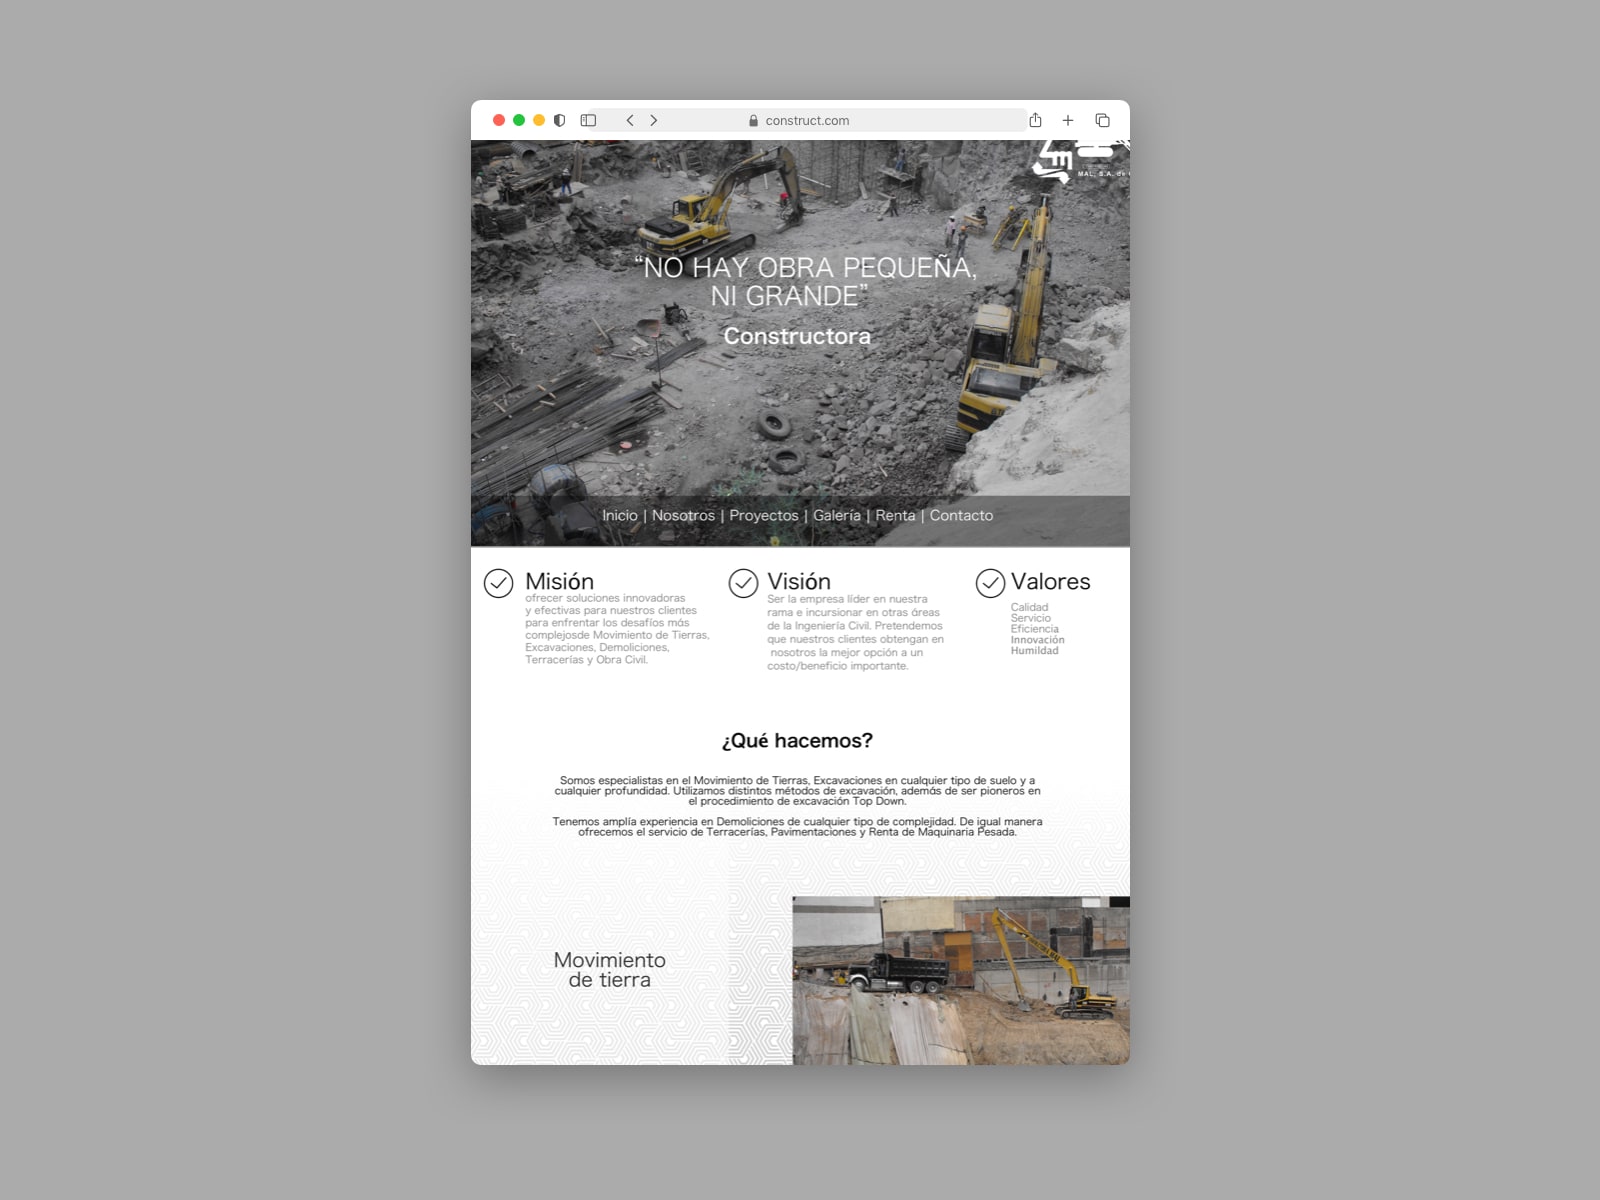 construct.com
MAL, S.A. de
“NO HAY OBRA PEQUEÑA,
NI GRANDE”
Constructora
Inicio | Nosotros | Proyectos | Galería | Renta | Contacto
Misión
ofrecer soluciones innovadoras
y efectivas para nuestros clientes
para enfrentar los desafíos más
complejosde Movimiento de Tierras,
Excavaciones, Demoliciones,
Terracerías y Obra Civil.
Visión
Ser la empresa líder en nuestra
rama e incursionar en otras áreas
de la Ingeniería Civil. Pretendemos
que nuestros clientes obtengan en
nosotros la mejor opción a un
costo/beneficio importante.
Valores
Calidad
Servicio
Eficiencia
Innovación
Humildad
¿Qué hacemos?
Somos especialistas en el Movimiento de Tierras, Excavaciones en cualquier tipo de suelo y a
cualquier profundidad. Utilizamos distintos métodos de excavación, además de ser pioneros en
el procedimiento de excavación Top Down.
Tenemos amplía experiencia en Demoliciones de cualquier tipo de complejidad. De igual manera
ofrecemos el servicio de Terracerías, Pavimentaciones y Renta de Maquinaria Pesada.
Movimiento
de tierra